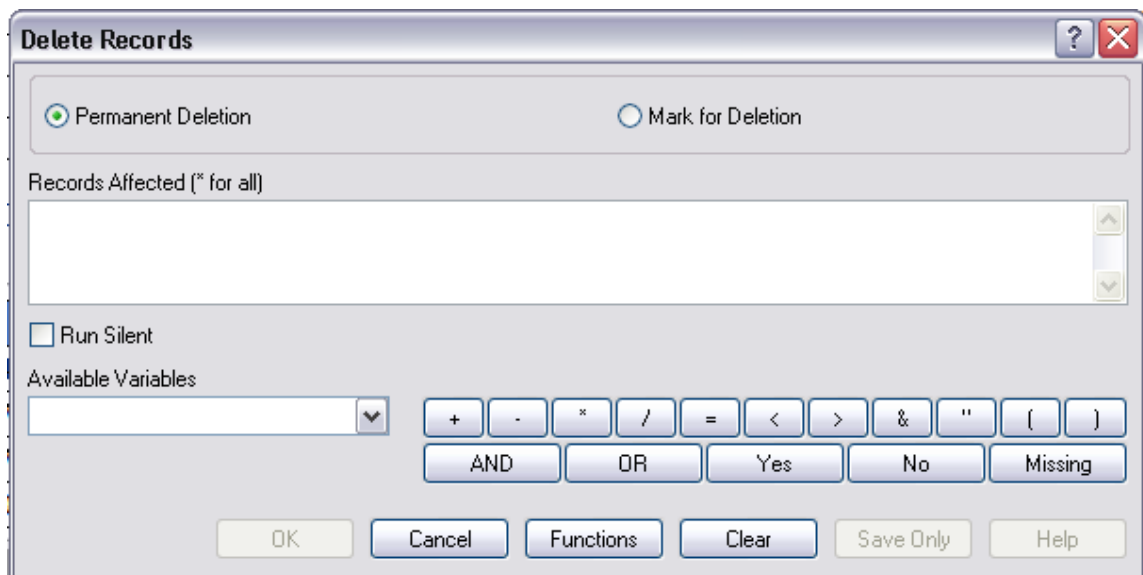 Delete Records ?
Permanent Deletion Mark for Deletion
Records Affected (* for all)
Run Silent
Available Variables
+ - * / = < > & " ( )
AND OR Yes No Missing
OK Cancel Functions Clear Save Only Help